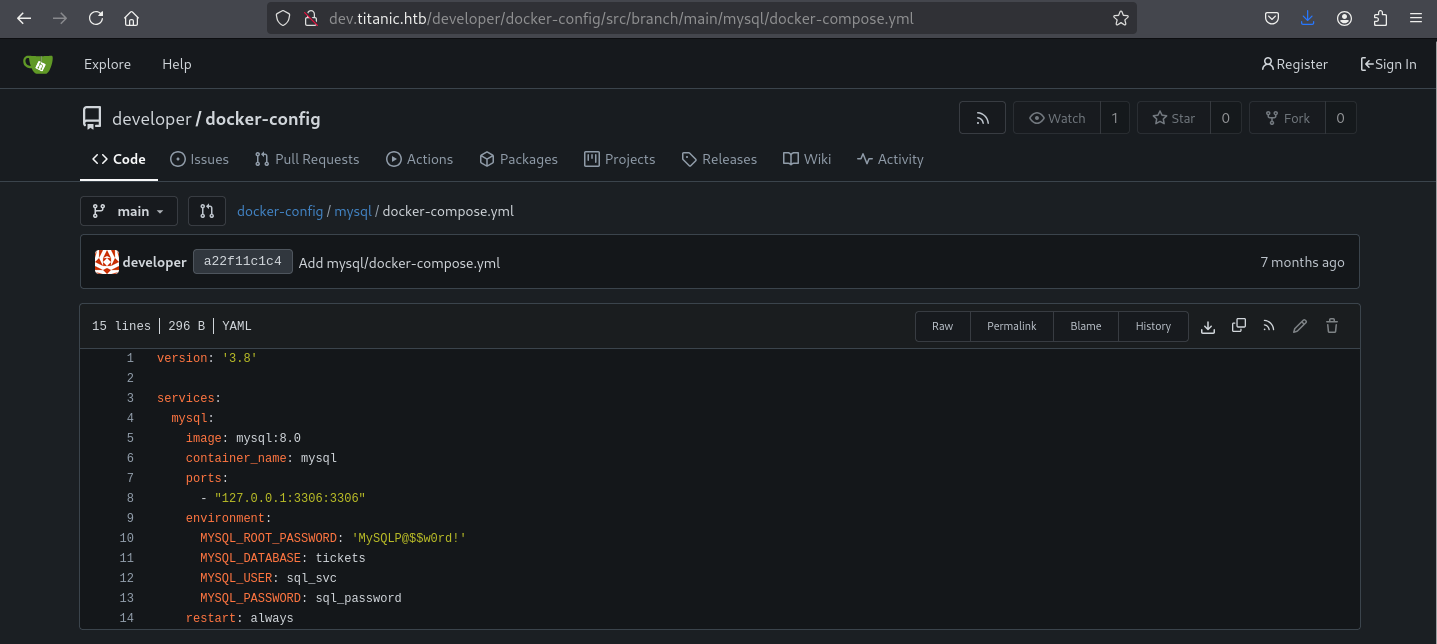 dev.titanic.htb/developer/docker-config/src/branch/main/mysql/docker-compose.yml
Explore Help Register Sign In
developer / docker-config Watch 1 Star 0 Fork 0
Code Issues Pull Requests Actions Packages Projects Releases Wiki Activity
main docker-config / mysql / docker-compose.yml
developer a22f11c1c4 Add mysql/docker-compose.yml 7 months ago
15 lines | 296 B | YAML Raw Permalink Blame History
1 version: '3.8'
2
3 services:
4   mysql:
5     image: mysql:8.0
6     container_name: mysql
7     ports:
8       - "127.0.0.1:3306:3306"
9     environment:
10       MYSQL_ROOT_PASSWORD: 'MySQLP@$$w0rd!'
11       MYSQL_DATABASE: tickets
12       MYSQL_USER: sql_svc
13       MYSQL_PASSWORD: sql_password
14     restart: always